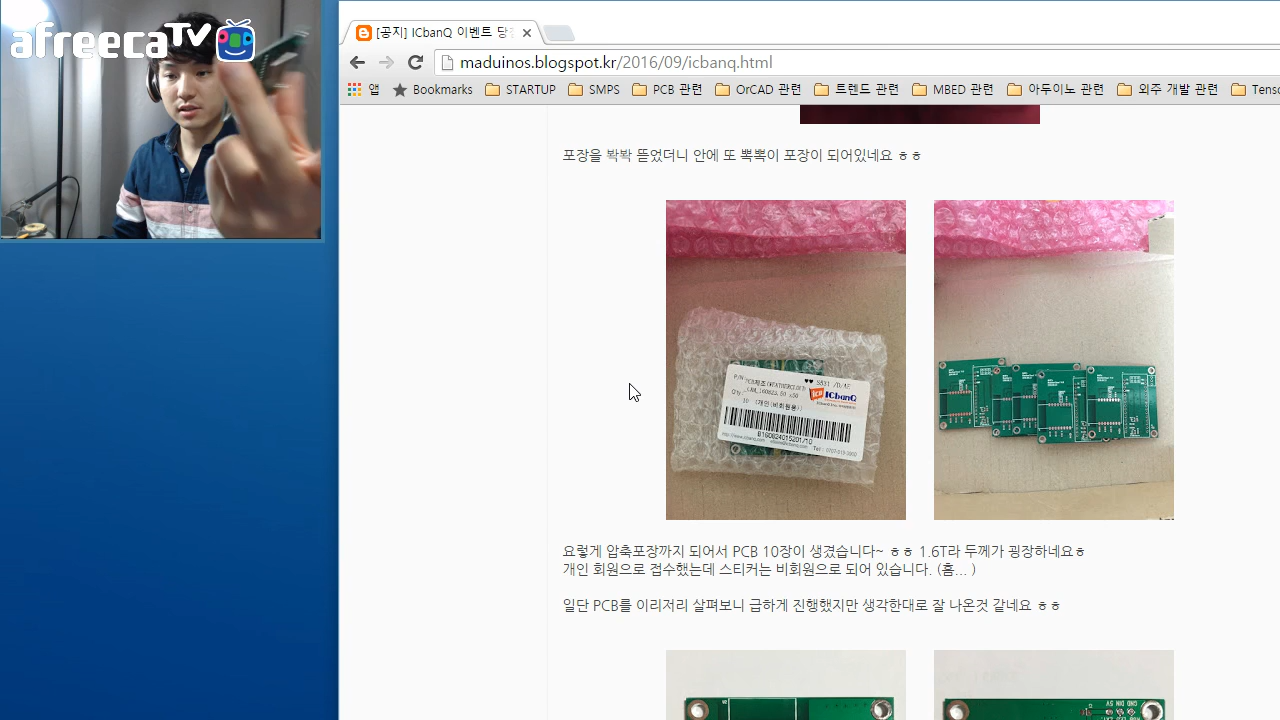 afreecaTV
[공지] ICbanQ 이벤트 당
maduinos.blogspot.kr/2016/09/icbanq.html
앱 Bookmarks STARTUP SMPS PCB 관련 OrCAD 관련 트렌드 관련 MBED 관련 아두이노 관련 외주 개발 관련 Tenso
포장을 봑봑 뜯었더니 안에 또 뽁뽁이 포장이 되어있네요 ㅎㅎ
ICbanQ
요렇게 압축포장까지 되어서 PCB 10장이 생겼습니다~ ㅎㅎ 1.6T라 두께가 굉장하네요ㅎ
개인 회원으로 접수했는데 스티커는 비회원으로 되어 있습니다. (흠... )
일단 PCB를 이리저리 살펴보니 급하게 진행했지만 생각한대로 잘 나온것 같네요 ㅎㅎ